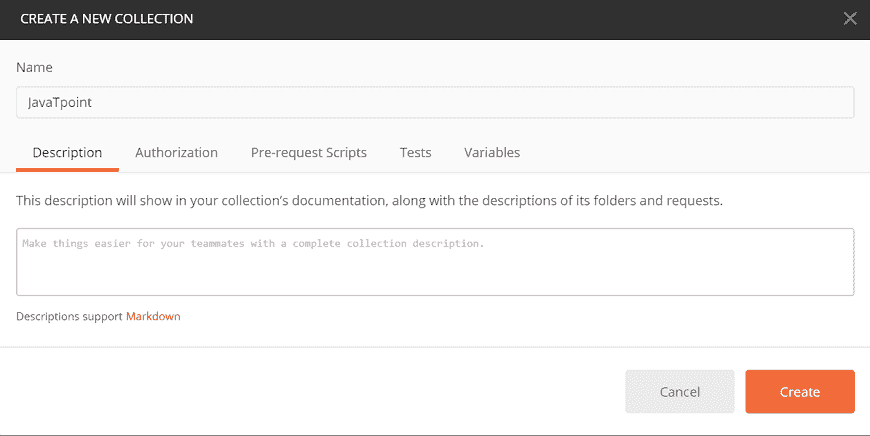 CREATE A NEW COLLECTION
Name
JavaTpoint
Description Authorization Pre-request Scripts Tests Variables
This description will show in your collection's documentation, along with the descriptions of its folders and requests.
Make things easier for your teammates with a complete collection description.
Descriptions support Markdown
Cancel Create